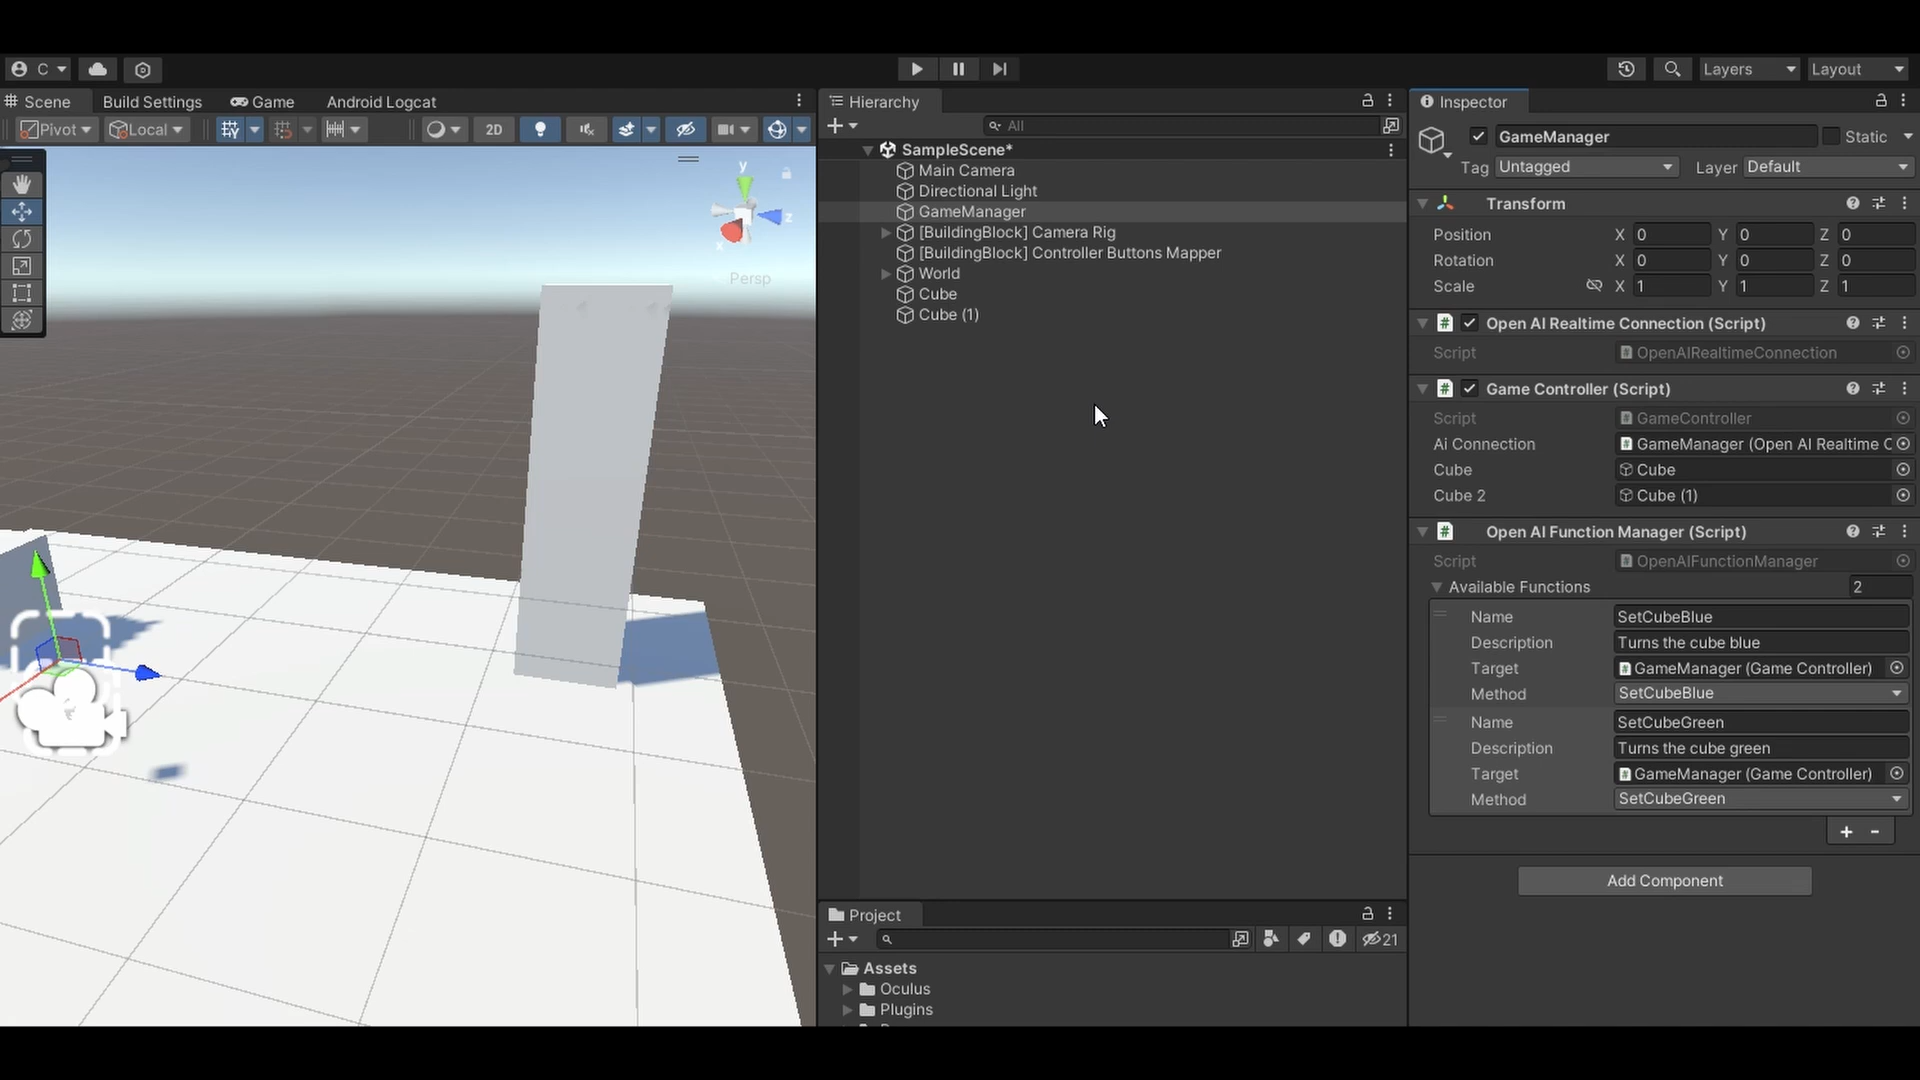 C
Layers
Layout
Scene
Build Settings
Game
Android Logcat
Pivot
Local
2D
y
z
x
Persp
Hierarchy
All
SampleScene*
Main Camera
Directional Light
GameManager
[BuildingBlock] Camera Rig
[BuildingBlock] Controller Buttons Mapper
World
Cube
Cube (1)
Project
21
Assets
Oculus
Plugins
Inspector
GameManager
Static
Tag Untagged Layer Default
Transform
Position X 0 Y 0 Z 0
Rotation X 0 Y 0 Z 0
Scale X 1 Y 1 Z 1
# Open AI Realtime Connection (Script)
Script # OpenAIRealtimeConnection
# Game Controller (Script)
Script # GameController
Ai Connection # GameManager (Open AI Realtime C
Cube Cube
Cube 2 Cube (1)
# Open AI Function Manager (Script)
Script # OpenAIFunctionManager
Available Functions 2
Name SetCubeBlue
Description Turns the cube blue
Target # GameManager (Game Controller)
Method SetCubeBlue
Name SetCubeGreen
Description Turns the cube green
Target # GameManager (Game Controller)
Method SetCubeGreen
+ -
Add Component